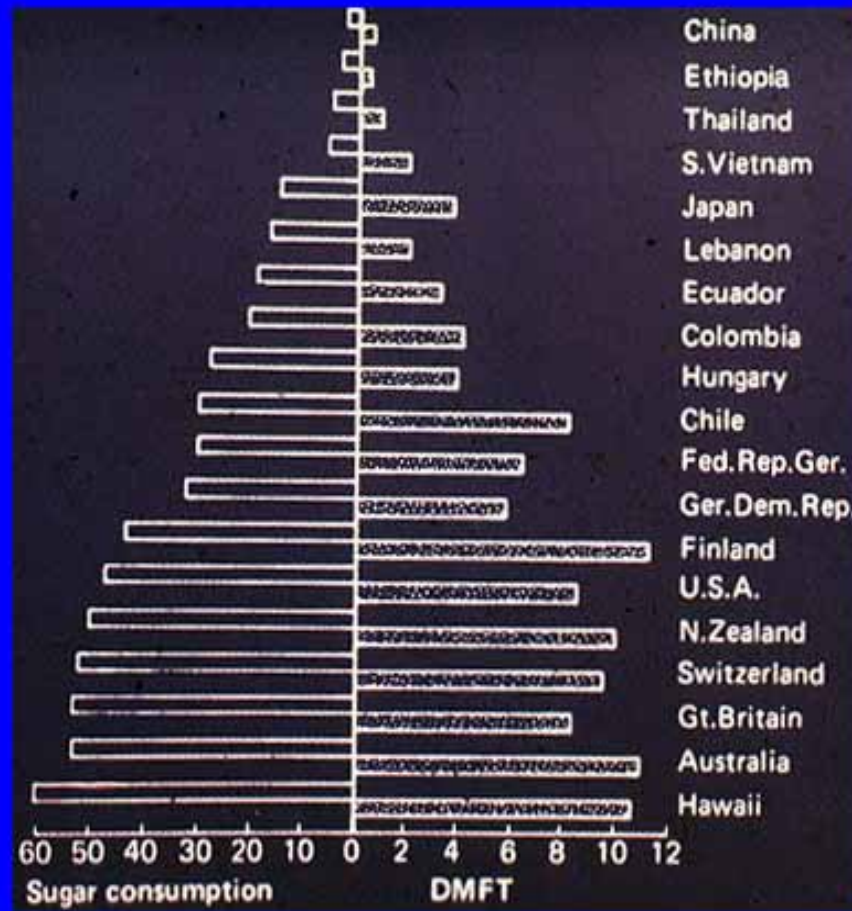 China
Ethiopia
Thailand
S.Vietnam
Japan
Lebanon
Ecuador
Colombia
Hungary
Chile
Fed.Rep.Ger.
Ger.Dem.Rep.
Finland
U.S.A.
N.Zealand
Switzerland
Gt.Britain
Australia
Hawaii
60 50 40 30 20 10 0 2 4 6 8 10 12
Sugar consumption DMFT